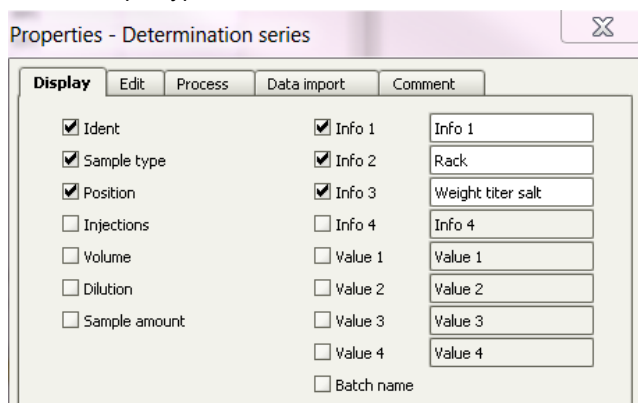 Properties - Determination series
Display Edit Process Data import Comment
Ident Info 1 Info 1
Sample type Info 2 Rack
Position Info 3 Weight titer salt
Injections Info 4 Info 4
Volume Value 1 Value 1
Dilution Value 2 Value 2
Sample amount Value 3 Value 3
Value 4 Value 4
Batch name